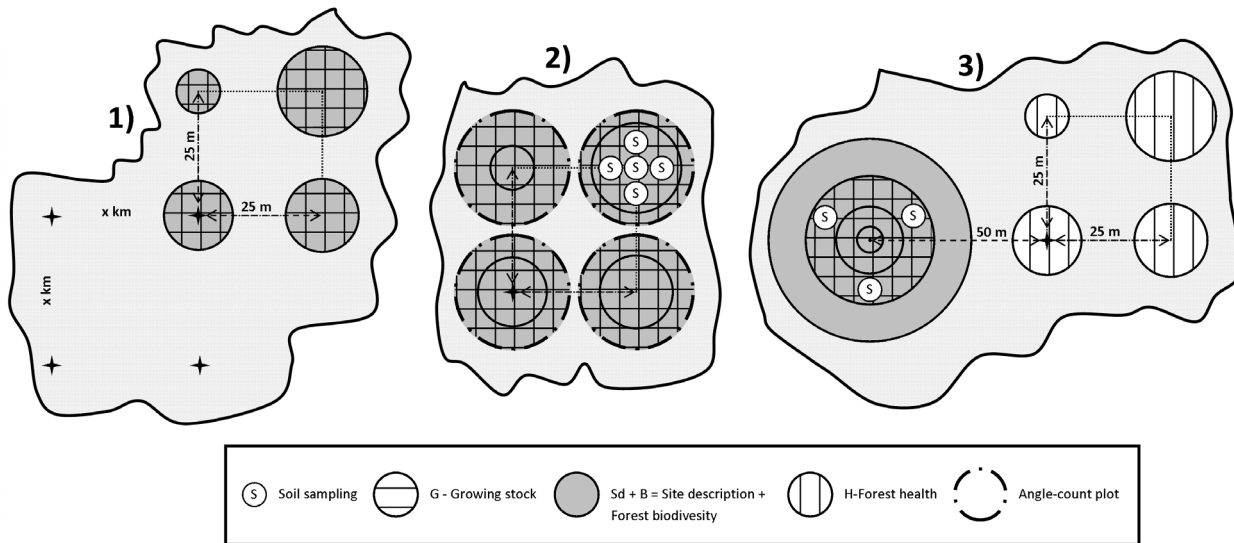 1)
25 m
x km
25 m
x km
2)
S
S
S
S
S
3)
25 m
S
S
50 m
25 m
S
S
Soil sampling
G - Growing stock
Sd + B = Site description +
Forest biodivesity
H-Forest health
Angle-count plot